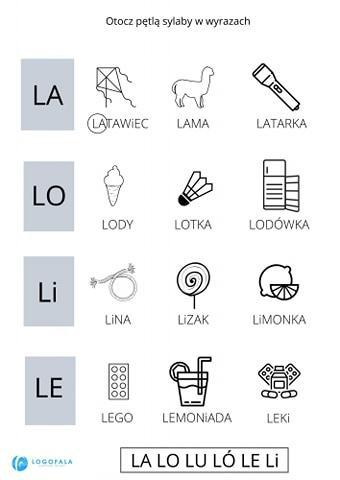 Otocz pętlą sylaby w wyrazach
LA
LATAWiEC LAMA LATARKA
LO
LODY LOTKA LODÓWKA
Li
LiNA LiZAK LiMONKA
LE
LEGO LEMONiADA LEKi
LOGOFALA
LA LO LU LÓ LE Li